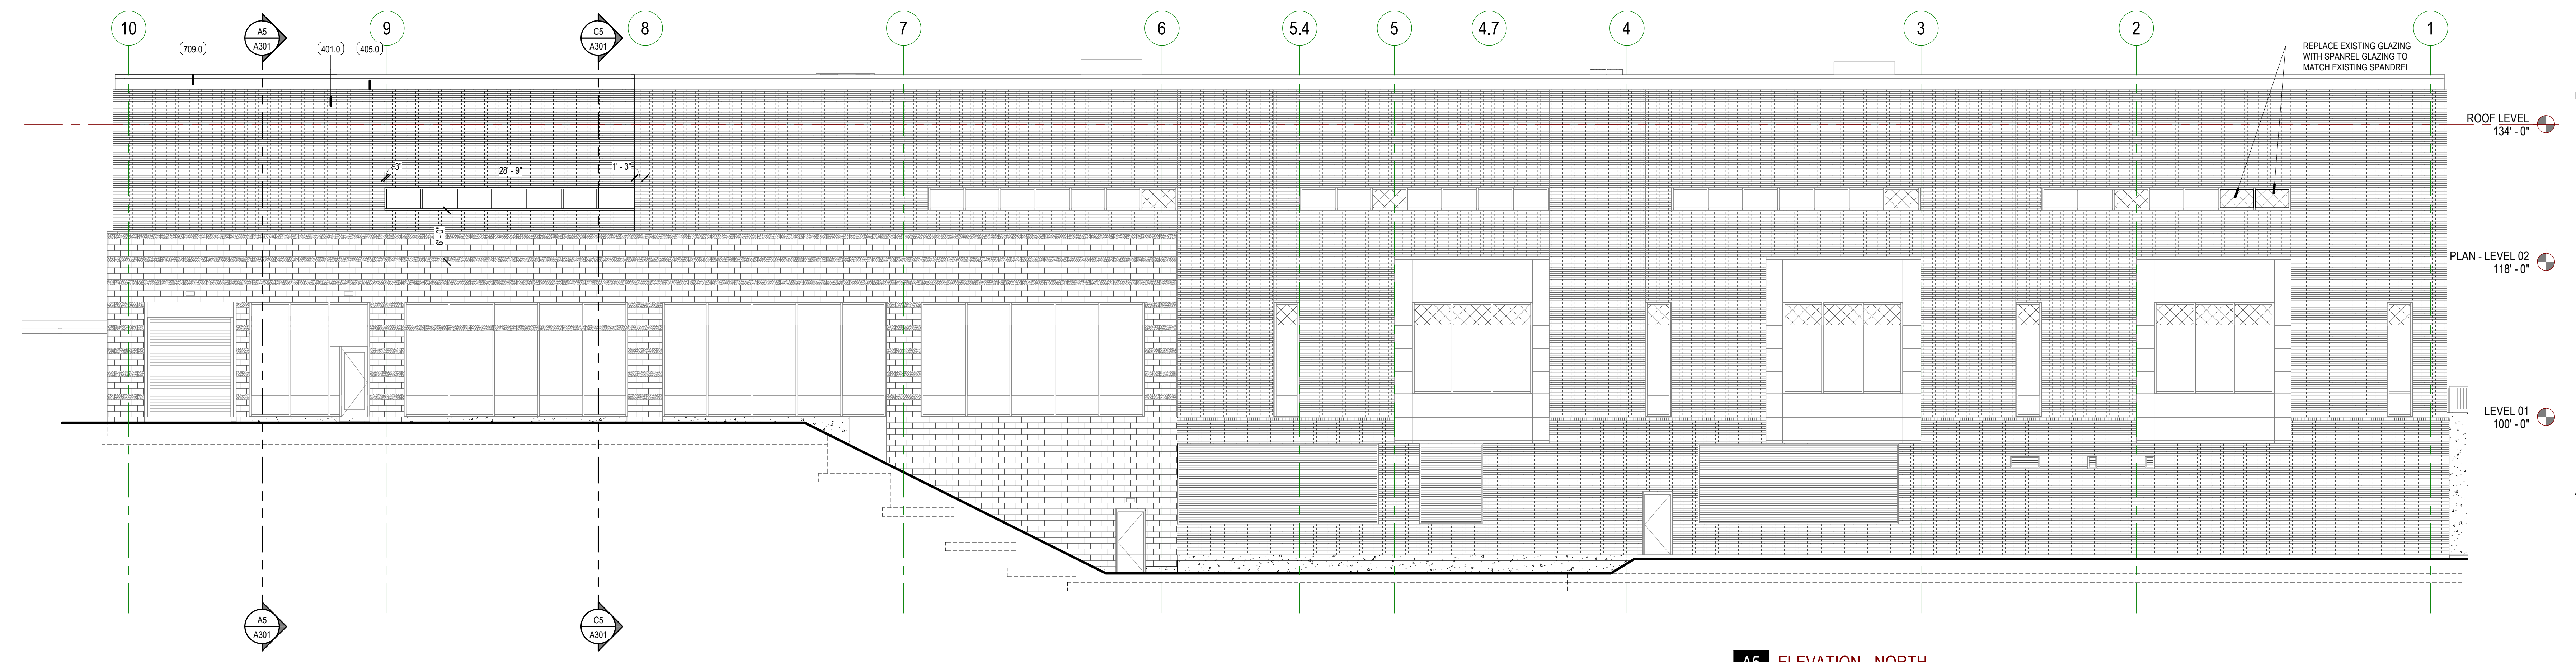 10
9
8
7
6
5.4
5
4.7
4
3
2
1
A5
A301
C5
A301
709.0
401.0
405.0
REPLACE EXISTING GLAZING
WITH SPANREL GLAZING TO
MATCH EXISTING SPANDREL
ROOF LEVEL
134' - 0"
3"
28' - 9"
1' - 3"
6' - 0"
PLAN - LEVEL 02
118' - 0"
LEVEL 01
100' - 0"
A5
A301
C5
A301
A5 ELEVATION - NORTH